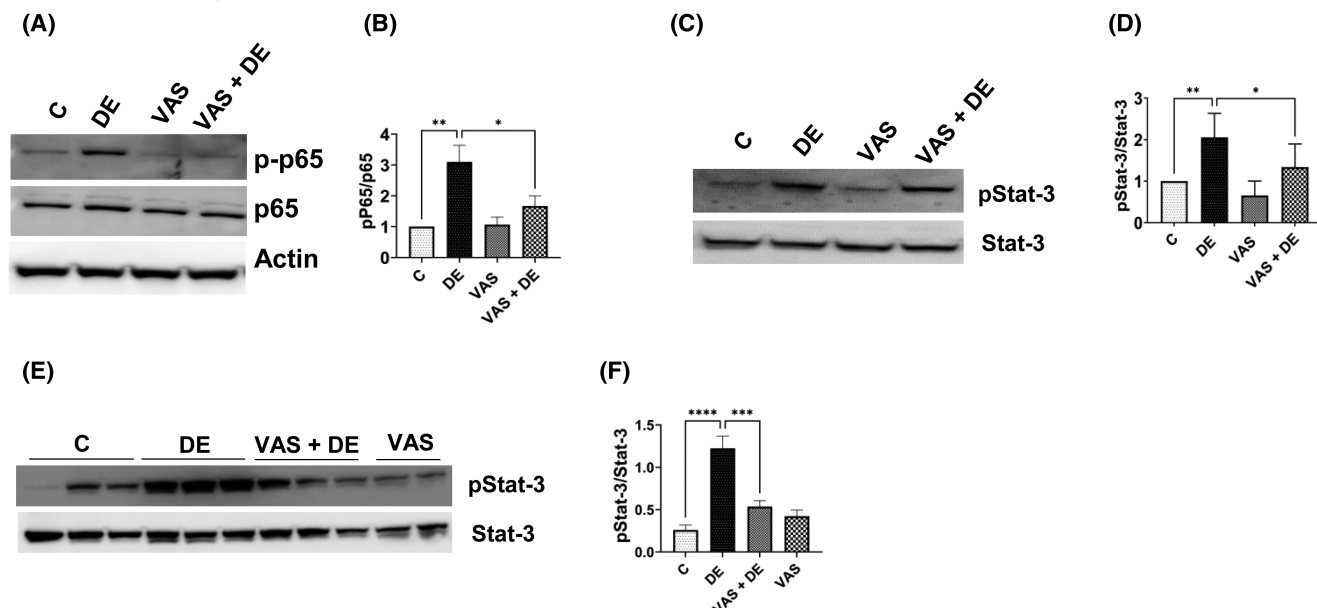 (A)
C
DE
VAS
VAS + DE
p-p65
p65
Actin
(B)
pP65/p65
4
3
2
1
0
**
*
C
DE
VAS
VAS + DE
(C)
C
DE
VAS
VAS + DE
pStat-3
Stat-3
(D)
pStat-3/Stat-3
3
2
1
0
**
*
C
DE
VAS
VAS + DE
(E)
C DE VAS + DE VAS
pStat-3
Stat-3
(F)
pStat-3/Stat-3
1.5
1.0
0.5
0.0
**** ***
C
DE
VAS + DE
VAS